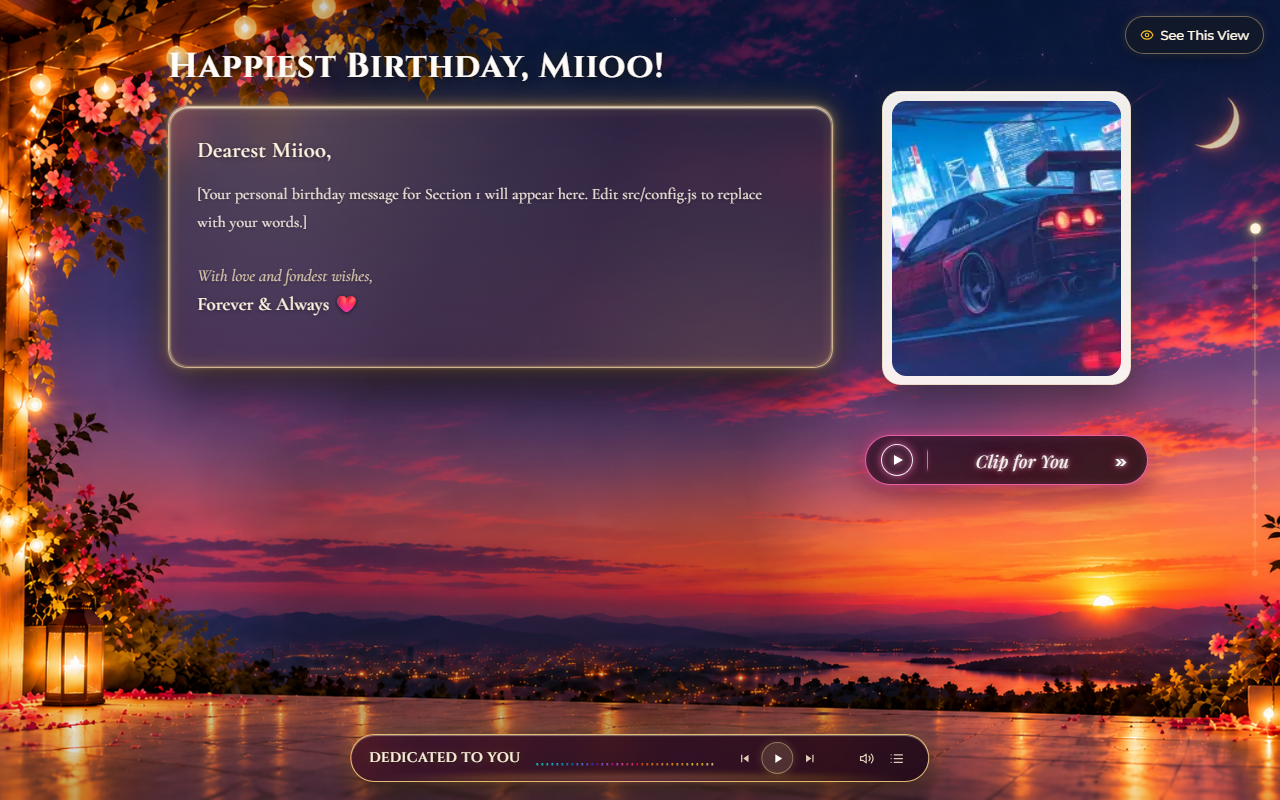 See This View
Happiest Birthday, Miioo!
Dearest Miioo,
[Your personal birthday message for Section 1 will appear here. Edit src/config.js to replace
with your words.]
With love and fondest wishes,
Forever & Always
Clip for You
DEDICATED TO YOU